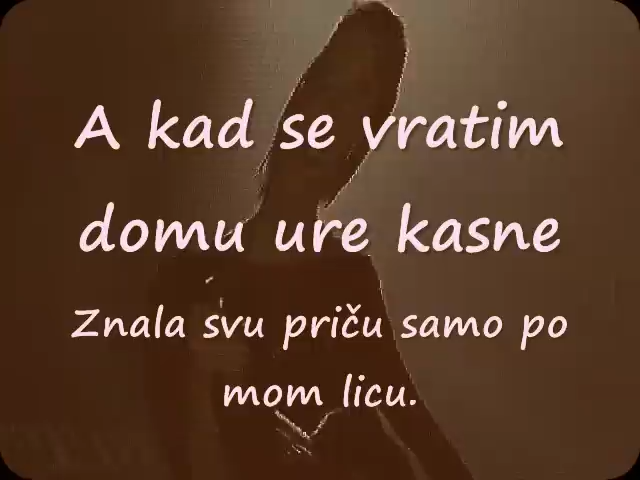 A kad se vratim
domu ure kasne
Znala svu priču samo po
mom licu.